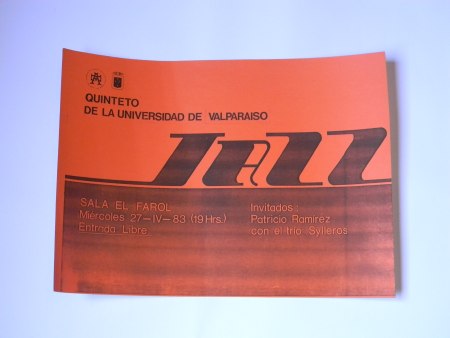 QUINTETO
DE LA UNIVERSIDAD DE VALPARAISO
JAZZ
SALA EL FAROL
Miércoles 27-IV-83 (19 Hrs.)
Entrada Libre
Invitados:
Patricio Ramírez
con el trío Sylleros